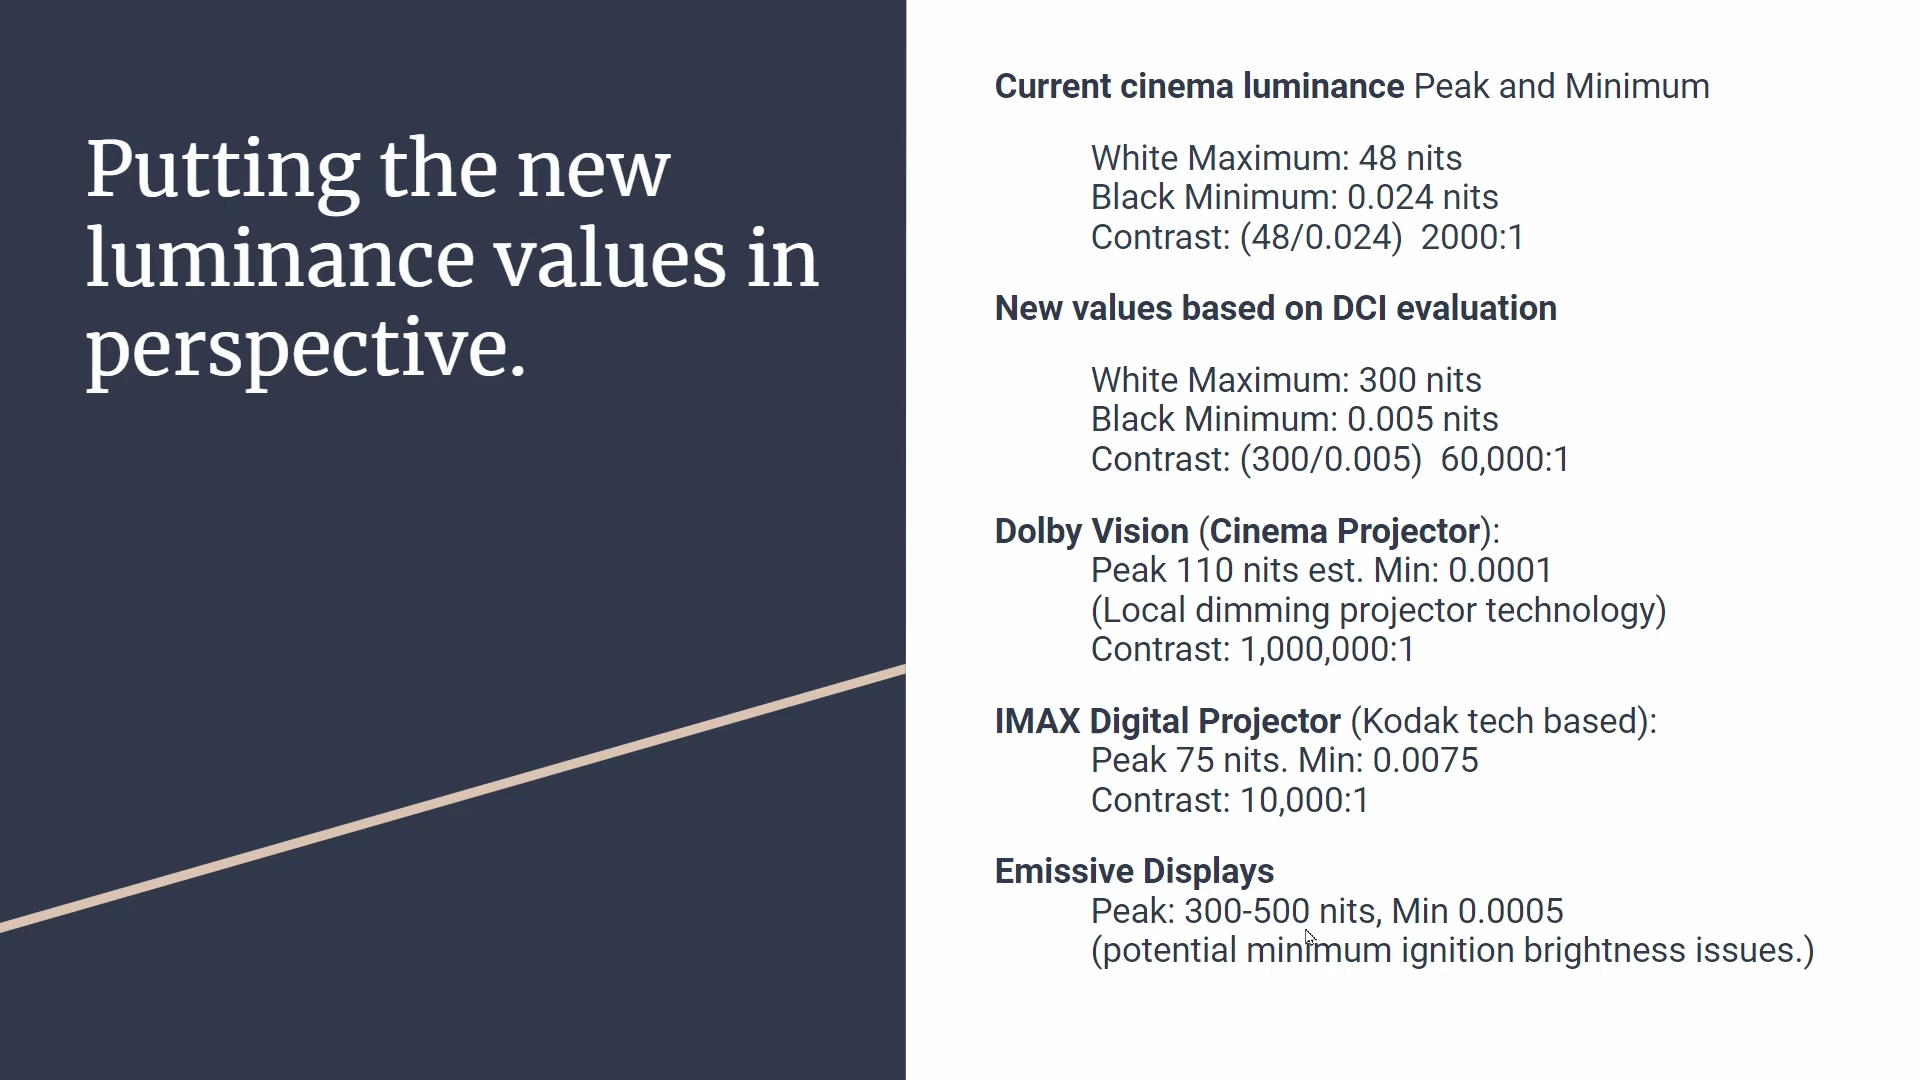 Putting the new
luminance values in
perspective.
Current cinema luminance Peak and Minimum
White Maximum: 48 nits
Black Minimum: 0.024 nits
Contrast: (48/0.024)  2000:1
New values based on DCI evaluation
White Maximum: 300 nits
Black Minimum: 0.005 nits
Contrast: (300/0.005)  60,000:1
Dolby Vision (Cinema Projector):
Peak 110 nits est. Min: 0.0001
(Local dimming projector technology)
Contrast: 1,000,000:1
IMAX Digital Projector (Kodak tech based):
Peak 75 nits. Min: 0.0075
Contrast: 10,000:1
Emissive Displays
Peak: 300-500 nits, Min 0.0005
(potential minimum ignition brightness issues.)